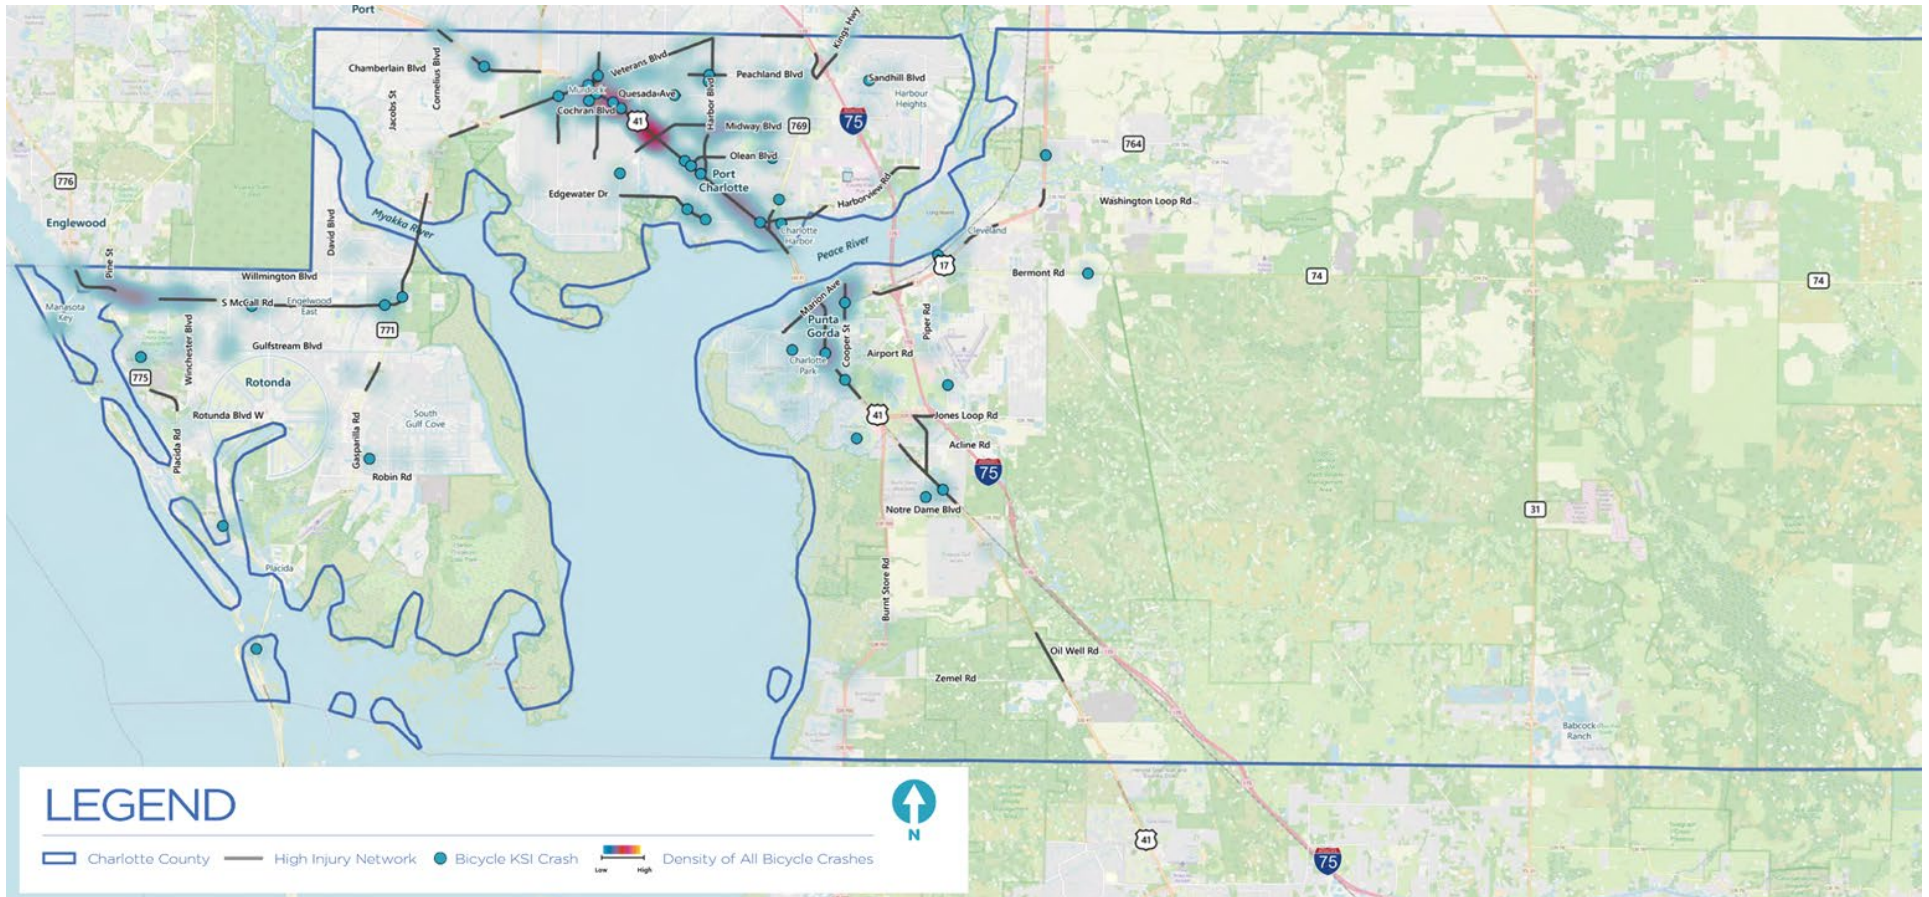 Port
Kings Hwy
Chamberlain Blvd
Cornelius Blvd
Veterans Blvd
Peachland Blvd
Sandhill Blvd
Harbour
Heights
Murdock
Quesada Ave
Jacobs St
Cochran Blvd
41
Harbor Blvd
Midway Blvd
769
75
764
Olean Blvd
776
Port
Charlotte
Edgewater Dr
Harborview Rd
Washington Loop Rd
Englewood
David Blvd
Myakka River
Charlotte
Harbor
Cleveland
Peace River
17
Bermont Rd
74
74
Pine St
Willmington Blvd
S McCall Rd
Englewood
East
Manasota
Key
771
Marion Ave
Punta
Gorda
Cooper St
Piper Rd
Winchester Blvd
Gulfstream Blvd
Airport Rd
Charlotte
Park
775
Rotonda
Rotunda Blvd W
South
Gulf Cove
41
Jones Loop Rd
Placida Rd
Gasparilla Rd
Acline Rd
75
Robin Rd
Notre Dame Blvd
31
Placida
Burnt Store Rd
Oil Well Rd
Zemel Rd
Babcock
Ranch
41
75
LEGEND
N
Charlotte County
High Injury Network
Bicycle KSI Crash
Low
High
Density of All Bicycle Crashes